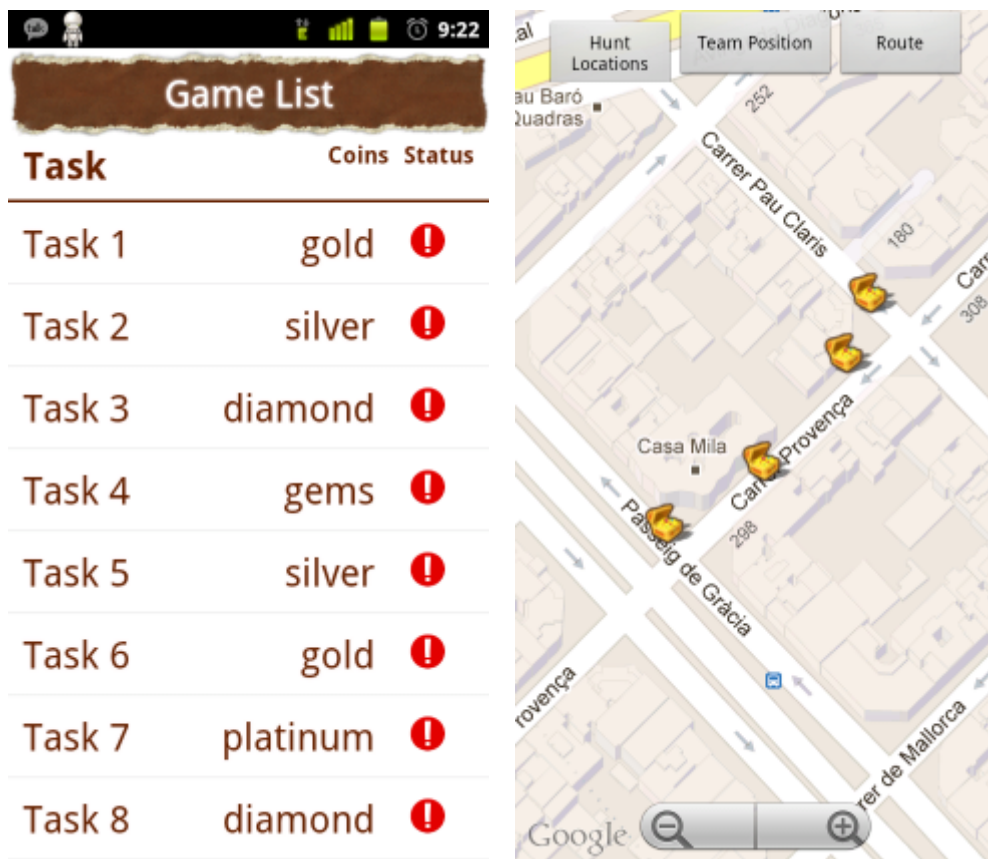 9:22
Game List
Task Coins Status
Task 1 gold
Task 2 silver
Task 3 diamond
Task 4 gems
Task 5 silver
Task 6 gold
Task 7 platinum
Task 8 diamond
Hunt
Locations
Team Position
Route
au Baró
Quadras
252
Carrer Pau Claris
180
Carr
308
Casa Mila
Provença
298
Passeig de Gràcia
rovença
rer de Mallorca
Google